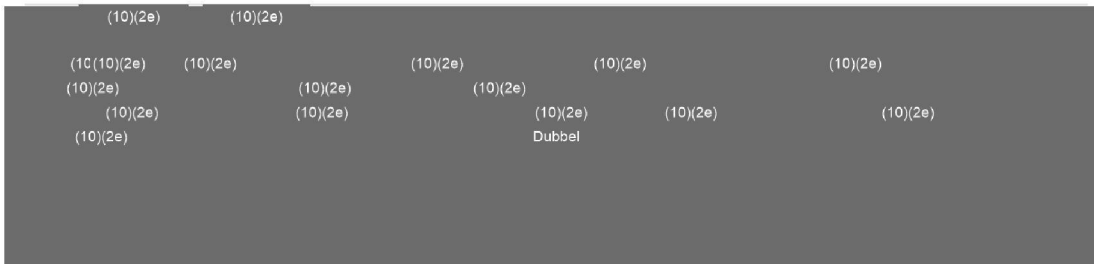 (10)(2e) (10)(2e)
(10)(10)(2e) (10)(2e) (10)(2e) (10)(2e) (10)(2e)
(10)(2e) (10)(2e) (10)(2e)
(10)(2e) (10)(2e) (10)(2e) (10)(2e) (10)(2e)
(10)(2e) Dubbel